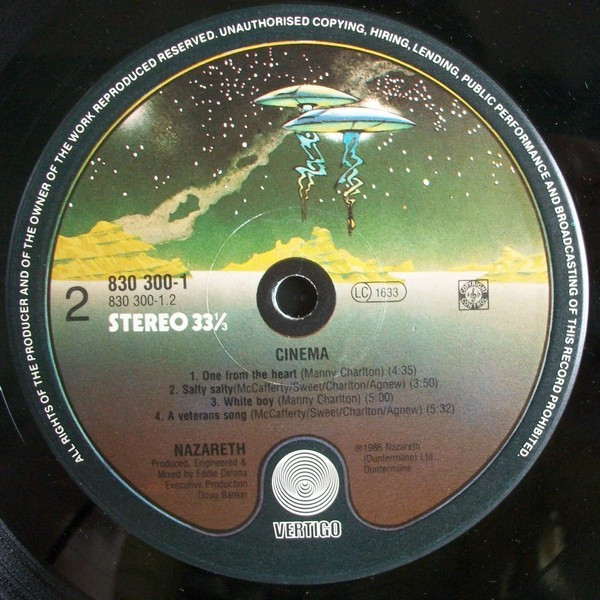 ALL RIGHTS OF THE PRODUCER AND OF THE OWNER OF THE WORK REPRODUCED RESERVED. UNAUTHORISED COPYING, HIRING, LENDING, PUBLIC PERFORMANCE AND BROADCASTING OF THIS RECORD PROHIBITED.
2
830 300-1
830 300-1.2
STEREO 33⅓
LC 1633
CINEMA
1. One from the heart (Manny Charlton) (4:35)
2. Salty salty(McCafferty/Sweet/Charlton/Agnew) (3:50)
3. White boy (Manny Charlton) (5:00)
4. A veterans song (McCafferty/Sweet/Charlton/Agnew) (5:32)
NAZARETH
Produced, Engineered &
Mixed by Eddie Delena
Executive Production
Doug Banker
℗1986 Nazareth
(Dunfermline) Ltd.
Dunfermline
VERTIGO